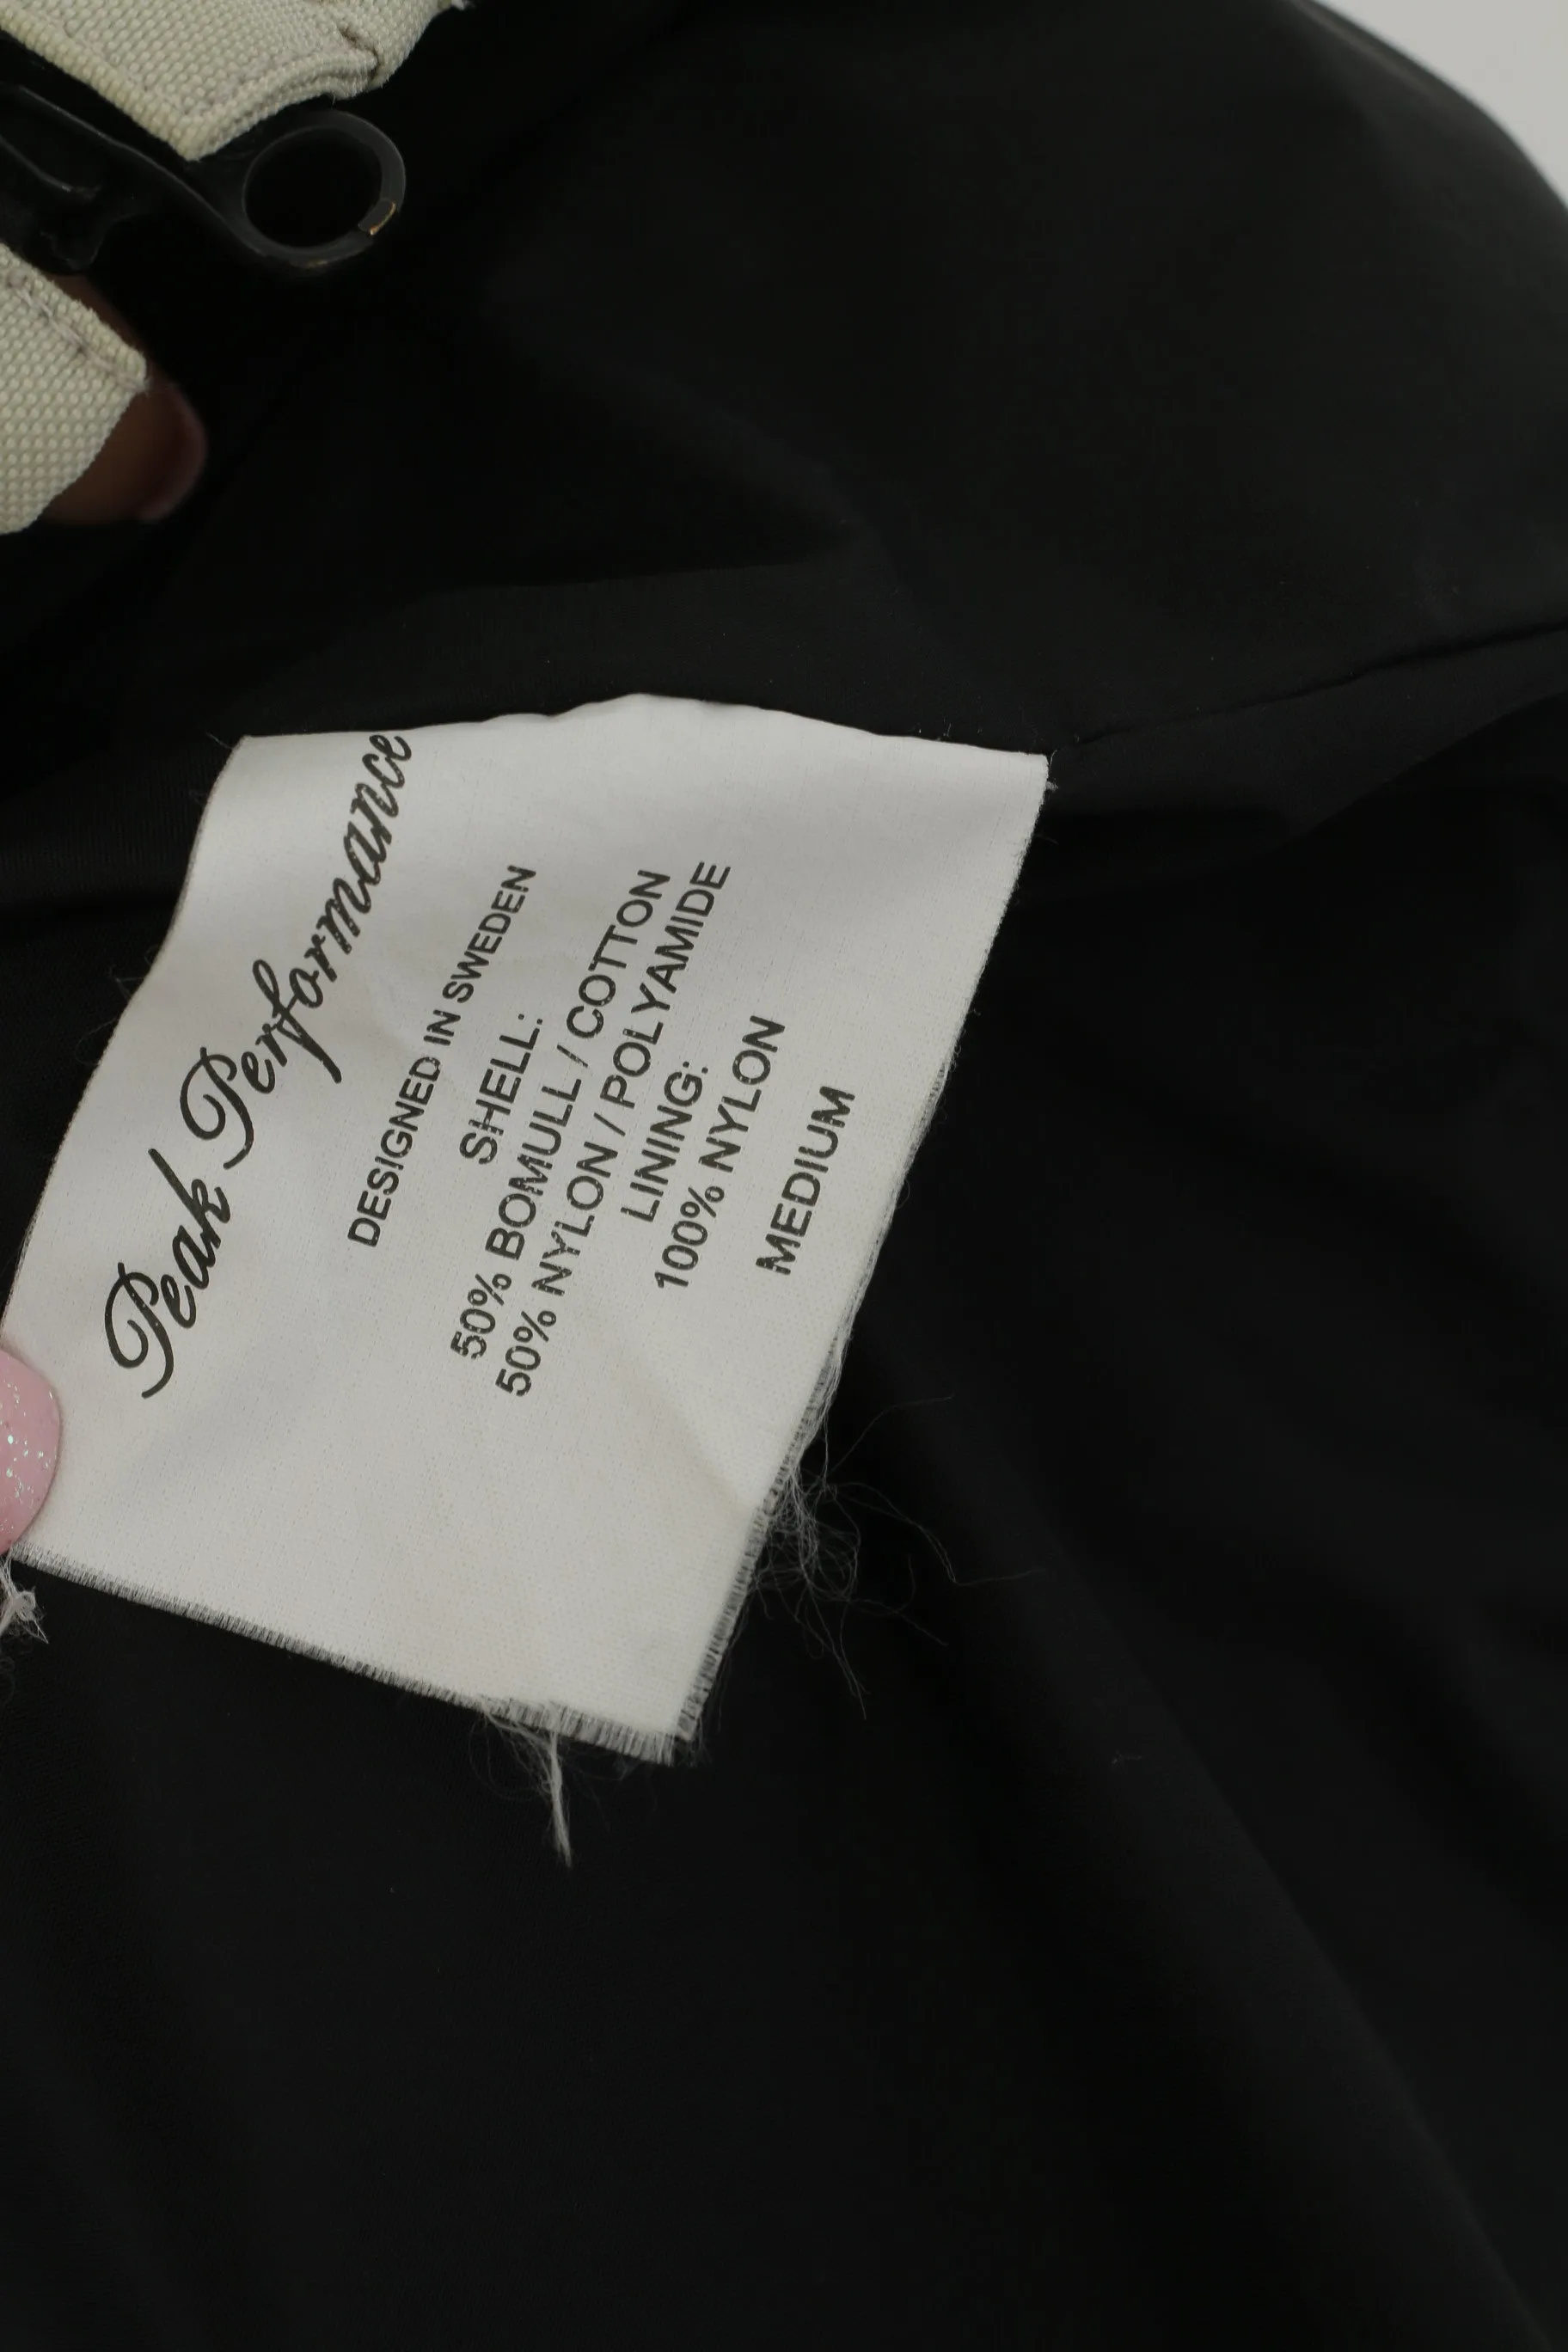 Peak Performance
DESIGNED IN SWEDEN
SHELL:
50% BOMULL / COTTON
50% NYLON / POLYAMIDE
LINING:
100% NYLON
MEDIUM